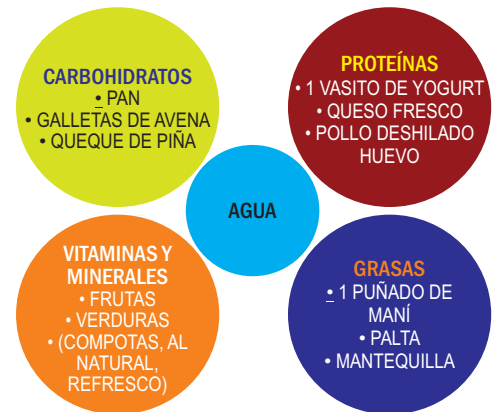 CARBOHIDRATOS
• PAN
• GALLETAS DE AVENA
• QUEQUE DE PIÑA
PROTEÍNAS
• 1 VASITO DE YOGURT
• QUESO FRESCO
• POLLO DESHILADO
HUEVO
AGUA
VITAMINAS Y
MINERALES
• FRUTAS
• VERDURAS
• (COMPOTAS, AL
NATURAL,
REFRESCO)
GRASAS
• 1 PUÑADO DE
MANÍ
• PALTA
• MANTEQUILLA